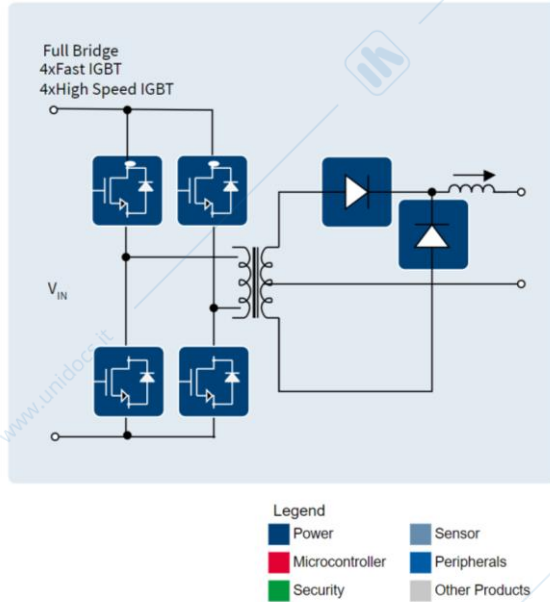 Full Bridge
4xFast IGBT
4xHigh Speed IGBT
VIN
www.unidocs.it
Legend
Power
Sensor
Microcontroller
Peripherals
Security
Other Products